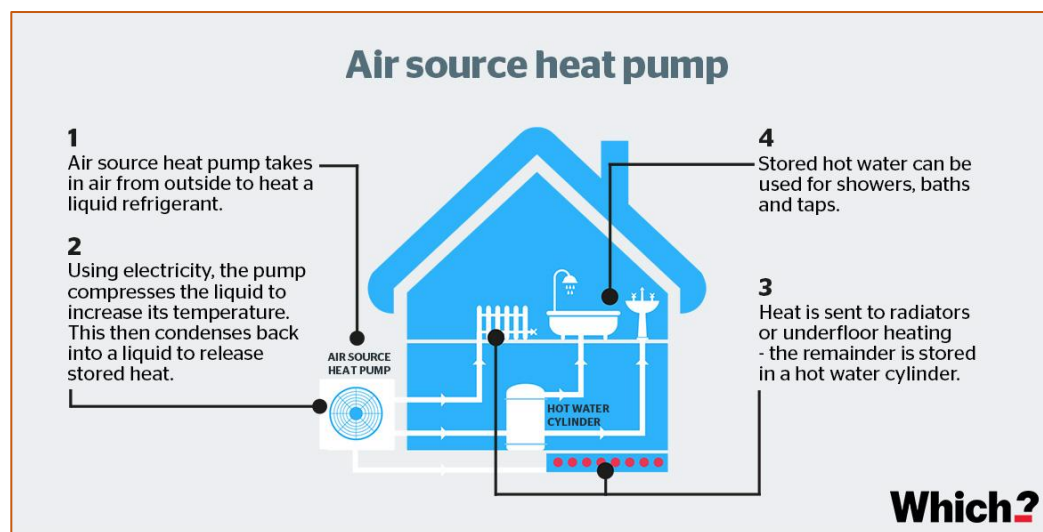 Air source heat pump
1
Air source heat pump takes
in air from outside to heat a
liquid refrigerant.
2
Using electricity, the pump
compresses the liquid to
increase its temperature.
This then condenses back
into a liquid to release
stored heat.
AIR SOURCE
HEAT PUMP
HOT WATER
CYLINDER
4
Stored hot water can be
used for showers, baths
and taps.
3
Heat is sent to radiators
or underfloor heating
- the remainder is stored
in a hot water cylinder.
Which?